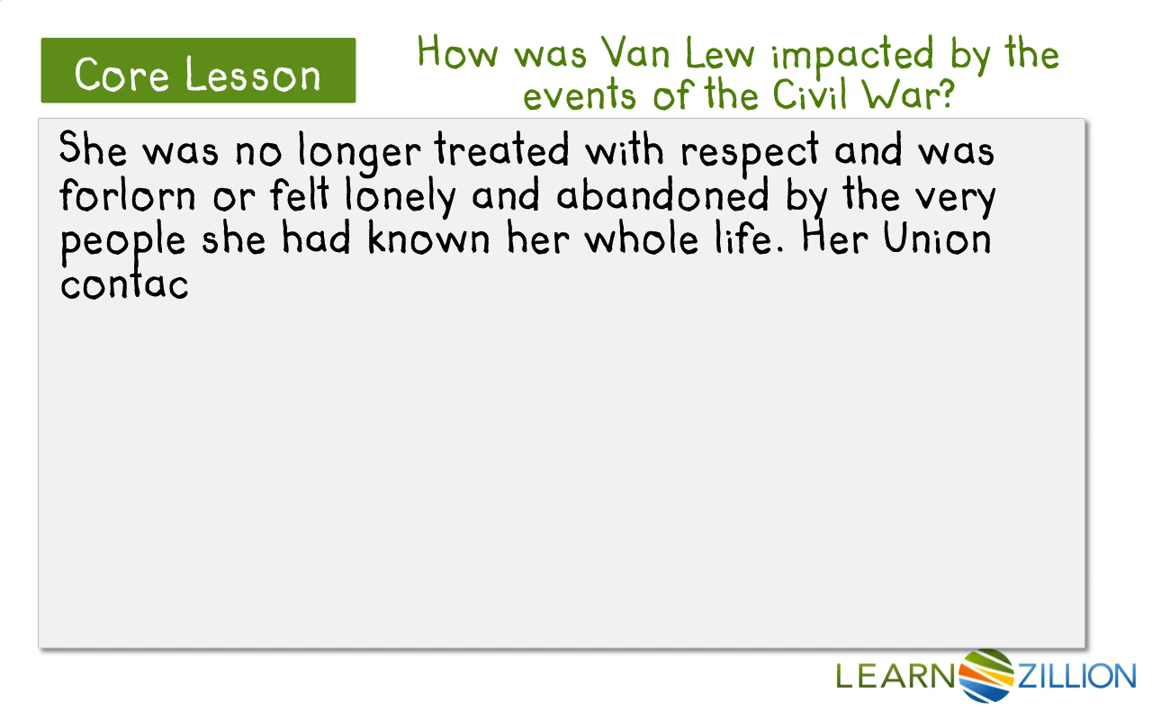 Core Lesson
How was Van Lew impacted by the
events of the Civil War?
She was no longer treated with respect and was
forlorn or felt lonely and abandoned by the very
people she had known her whole life. Her Union
contac
LEARN ZILLION